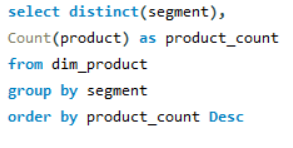 select distinct(segment),
Count(product) as product_count
from dim_product
group by segment
order by product_count Desc